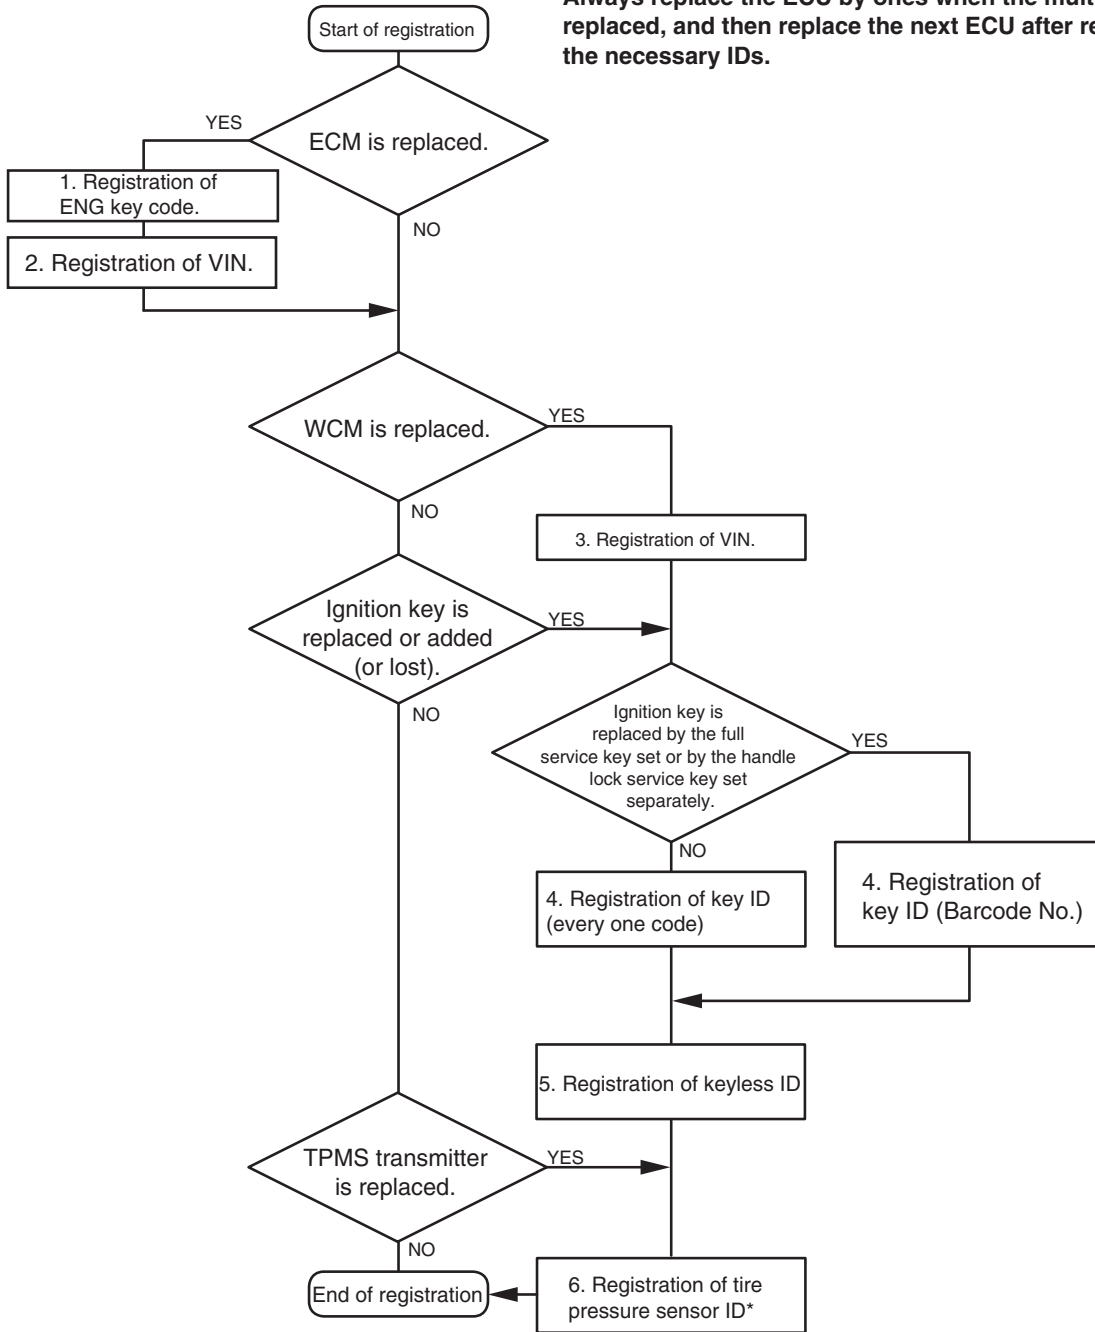 Always replace the ECU by ones when the
replaced, and then replace the next ECU after
the necessary IDs.
Start of registration
YES
ECM is replaced.
1. Registration of
ENG key code.
NO
2. Registration of VIN.
WCM is replaced.
YES
NO
3. Registration of VIN.
Ignition key is
replaced or added
(or lost).
YES
NO
Ignition key is
replaced by the full
service key set or by the handle
lock service key set
separately.
YES
NO
4. Registration of key ID
(every one code)
4. Registration of
key ID (Barcode No.)
5. Registration of keyless ID
TPMS transmitter
is replaced.
YES
NO
End of registration
6. Registration of tire
pressure sensor ID*